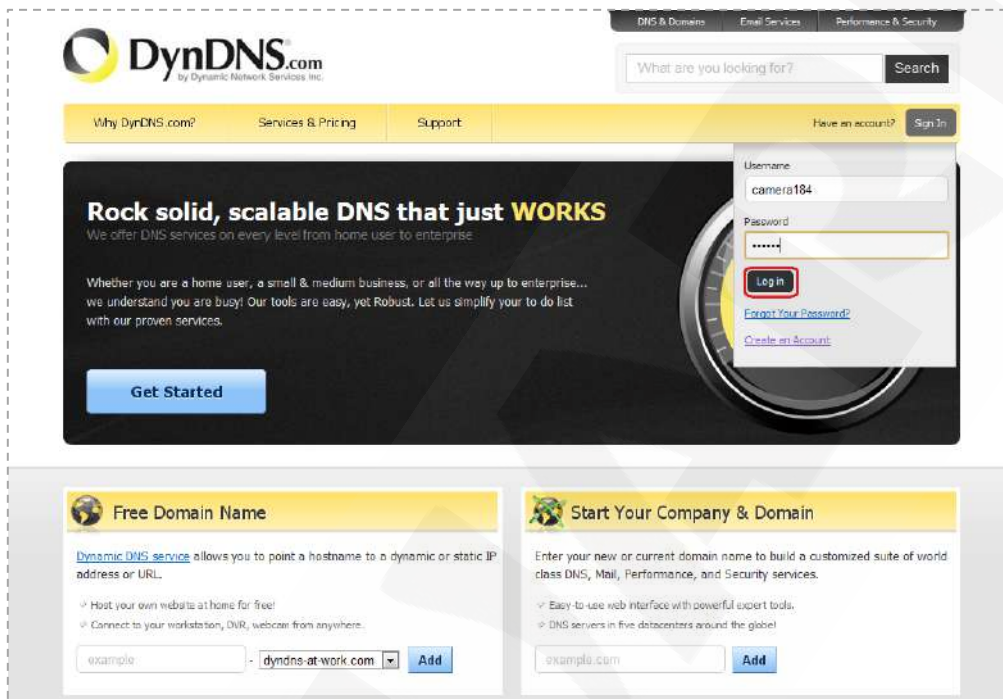 DNS & Domains Email Services Performance & Security
DynDNS.com
by Dynamic Network Services Inc.
What are you looking for? Search
Why DynDNS.com? Services & Pricing Support Have an account? Sign In
Username
camera184
Password
••••••
Log in
Forgot Your Password?
Create an Account
Rock solid, scalable DNS that just WORKS
We offer DNS services on every level from home user to enterprise
Whether you are a home user, a small & medium business, or all the way up to enterprise...
we understand you are busy! Our tools are easy, yet Robust. Let us simplify your to do list
with our proven services.
Get Started
Free Domain Name
Dynamic DNS service allows you to point a hostname to a dynamic or static IP
address or URL.
Host your own website at home for free!
Connect to your workstation, DVR, webcam from anywhere.
example - dyndns-at-work.com Add
Start Your Company & Domain
Enter your new or current domain name to build a customized suite of world
class DNS, Mail, Performance, and Security services.
Easy-to-use web interface with powerful expert tools.
DNS servers in five datacenters around the globe!
example.com Add